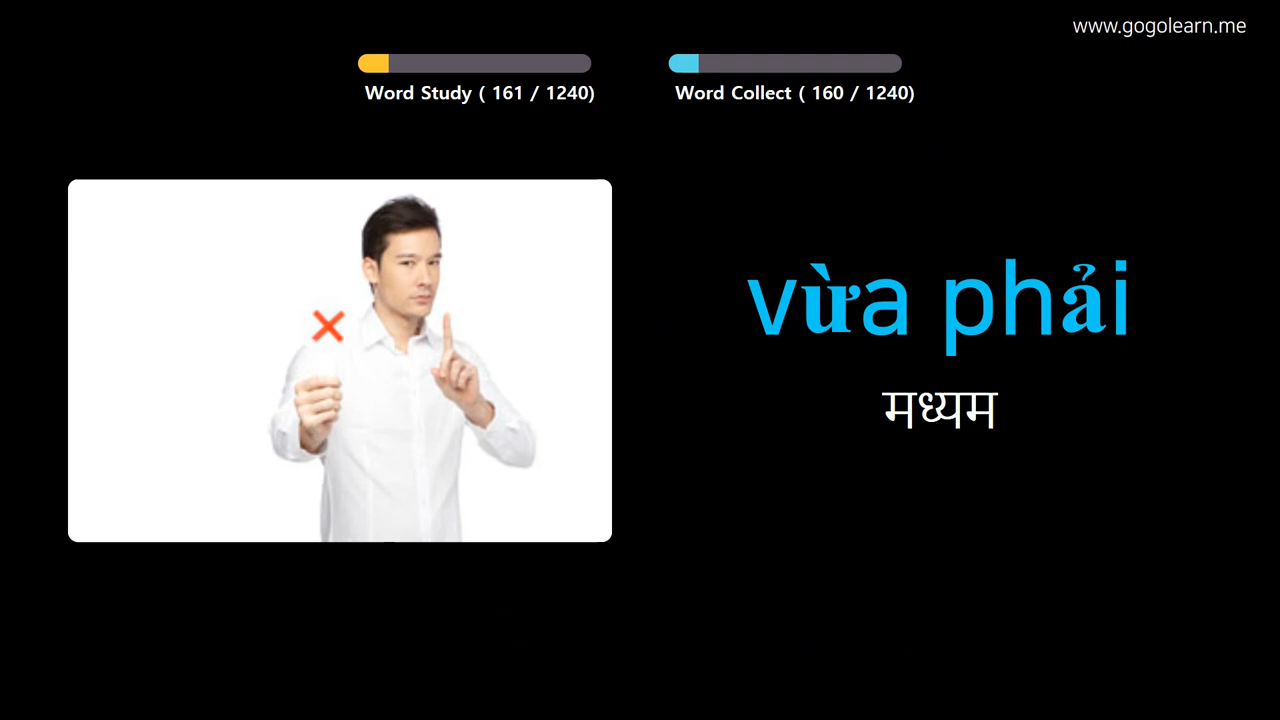 www.gogolearn.me
Word Study ( 161 / 1240)
Word Collect ( 160 / 1240)
vừa phải
मध्यम